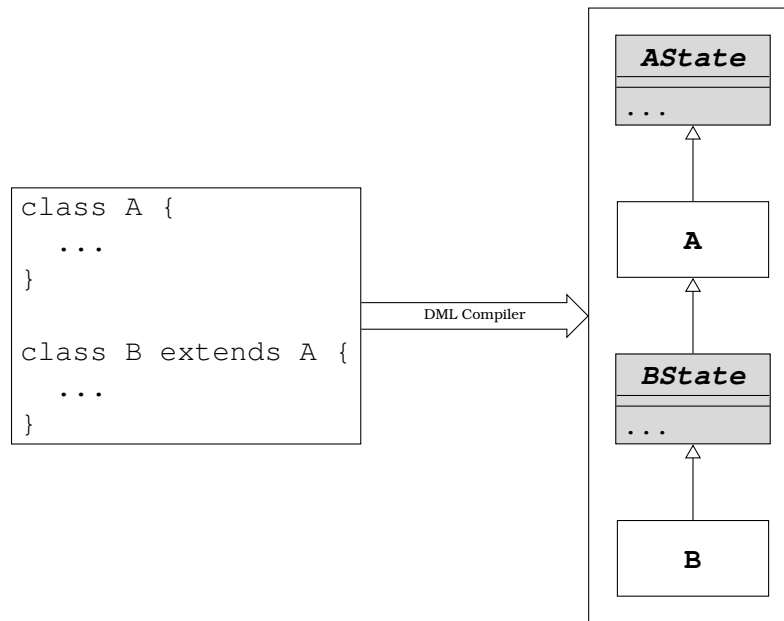 class A {
...
}
class B extends A {
...
}
DML Compiler
AState
...
A
BState
...
B